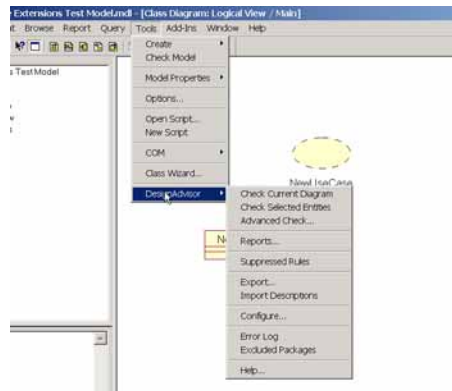 Extensions Test Model.mdl - [Class Diagram: Logical View / Main]
Browse Report Query Tools Add-Ins Window Help
Test Model
Create
Check Model
Model Properties
Options...
Open Script...
New Script
COM
Class Wizard...
DesignAdvisor
NewUseCase
Check Current Diagram
Check Selected Entities
Advanced Check...
Reports...
Suppressed Rules
Export...
Import Descriptions
Configure...
Error Log
Excluded Packages
Help...